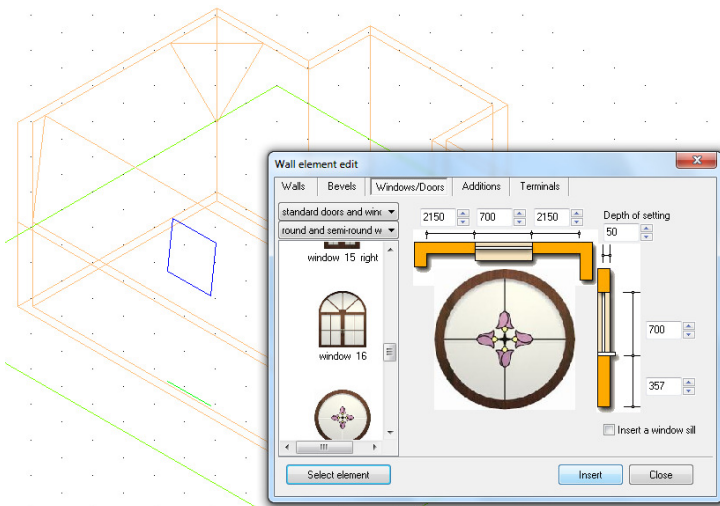 Wall element edit
Walls
Bevels
Windows/Doors
Additions
Terminals
standard doors and winc
round and semi-round w
window 15 right
window 16
2150
700
2150
Depth of setting
50
700
357
Insert a window sill
Select element
Insert
Close